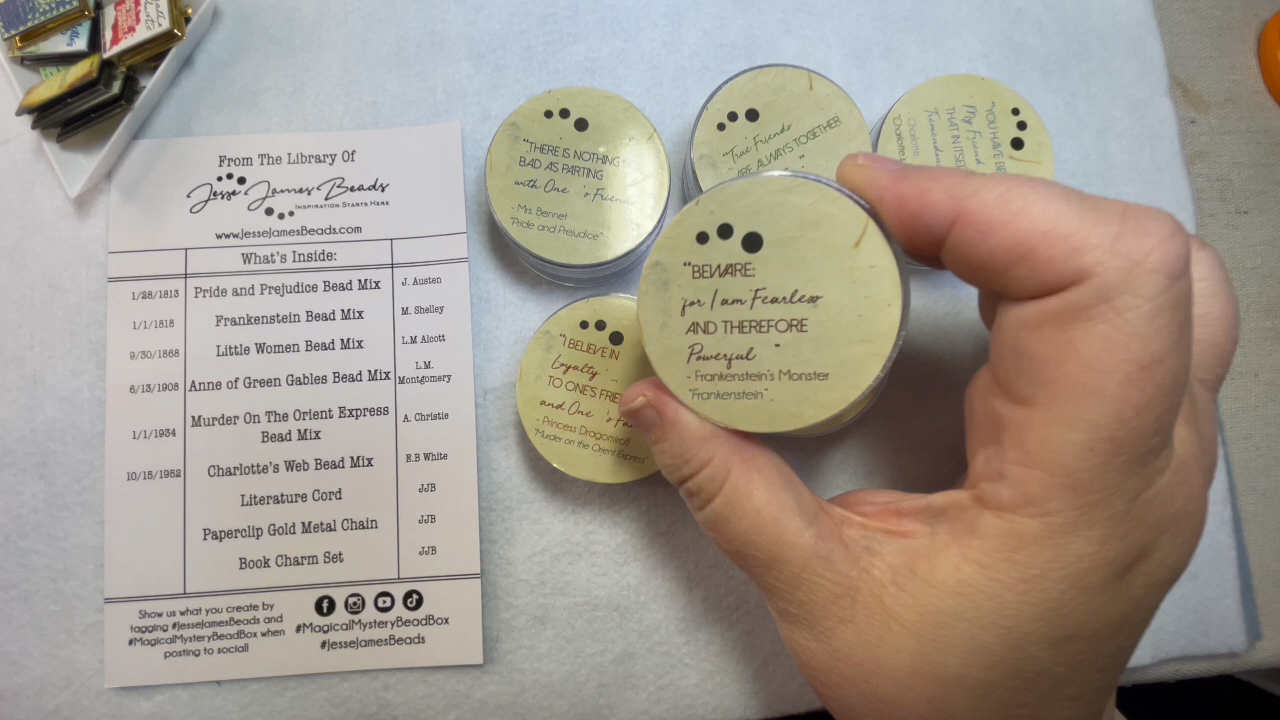 From The Library Of
Jesse James Beads
INSPIRATION STARTS HERE
www.JesseJamesBeads.com
What's Inside:
1/28/1813 Pride and Prejudice Bead Mix J. Austen
1/1/1818 Frankenstein Bead Mix M. Shelley
9/30/1868 Little Women Bead Mix L.M Alcott
6/13/1908 Anne of Green Gables Bead Mix L.M. Montgomery
1/1/1934 Murder On The Orient Express Bead Mix A. Christie
10/15/1952 Charlotte's Web Bead Mix E.B White
Literature Cord JJB
Paperclip Gold Metal Chain JJB
Book Charm Set JJB
Show us what you create by
tagging #JesseJamesBeads and
#MagicalMysteryBeadBox when
posting to social!
#MagicalMysteryBeadBox
#JesseJamesBeads
"THERE IS NOTHING SO
BAD AS PARTING
with One 's Friends
- Mrs. Bennet
"Pride and Prejudice"
"True Friends
ARE ALWAYS TOGETHER
"YOU HAVE BE
My Friend
THAT IN ITSEL
Tremendou
- Charlotte
"Charlotte's
"I BELIEVE IN
Loyalty '...
TO ONE'S FRIE
and One 's Fa
- Princess Dragomiroff
"Murder on the Orient Express"
"BEWARE;
for I am Fearless
AND THEREFORE
Powerful "
- Frankenstein's Monster
"Frankenstein",